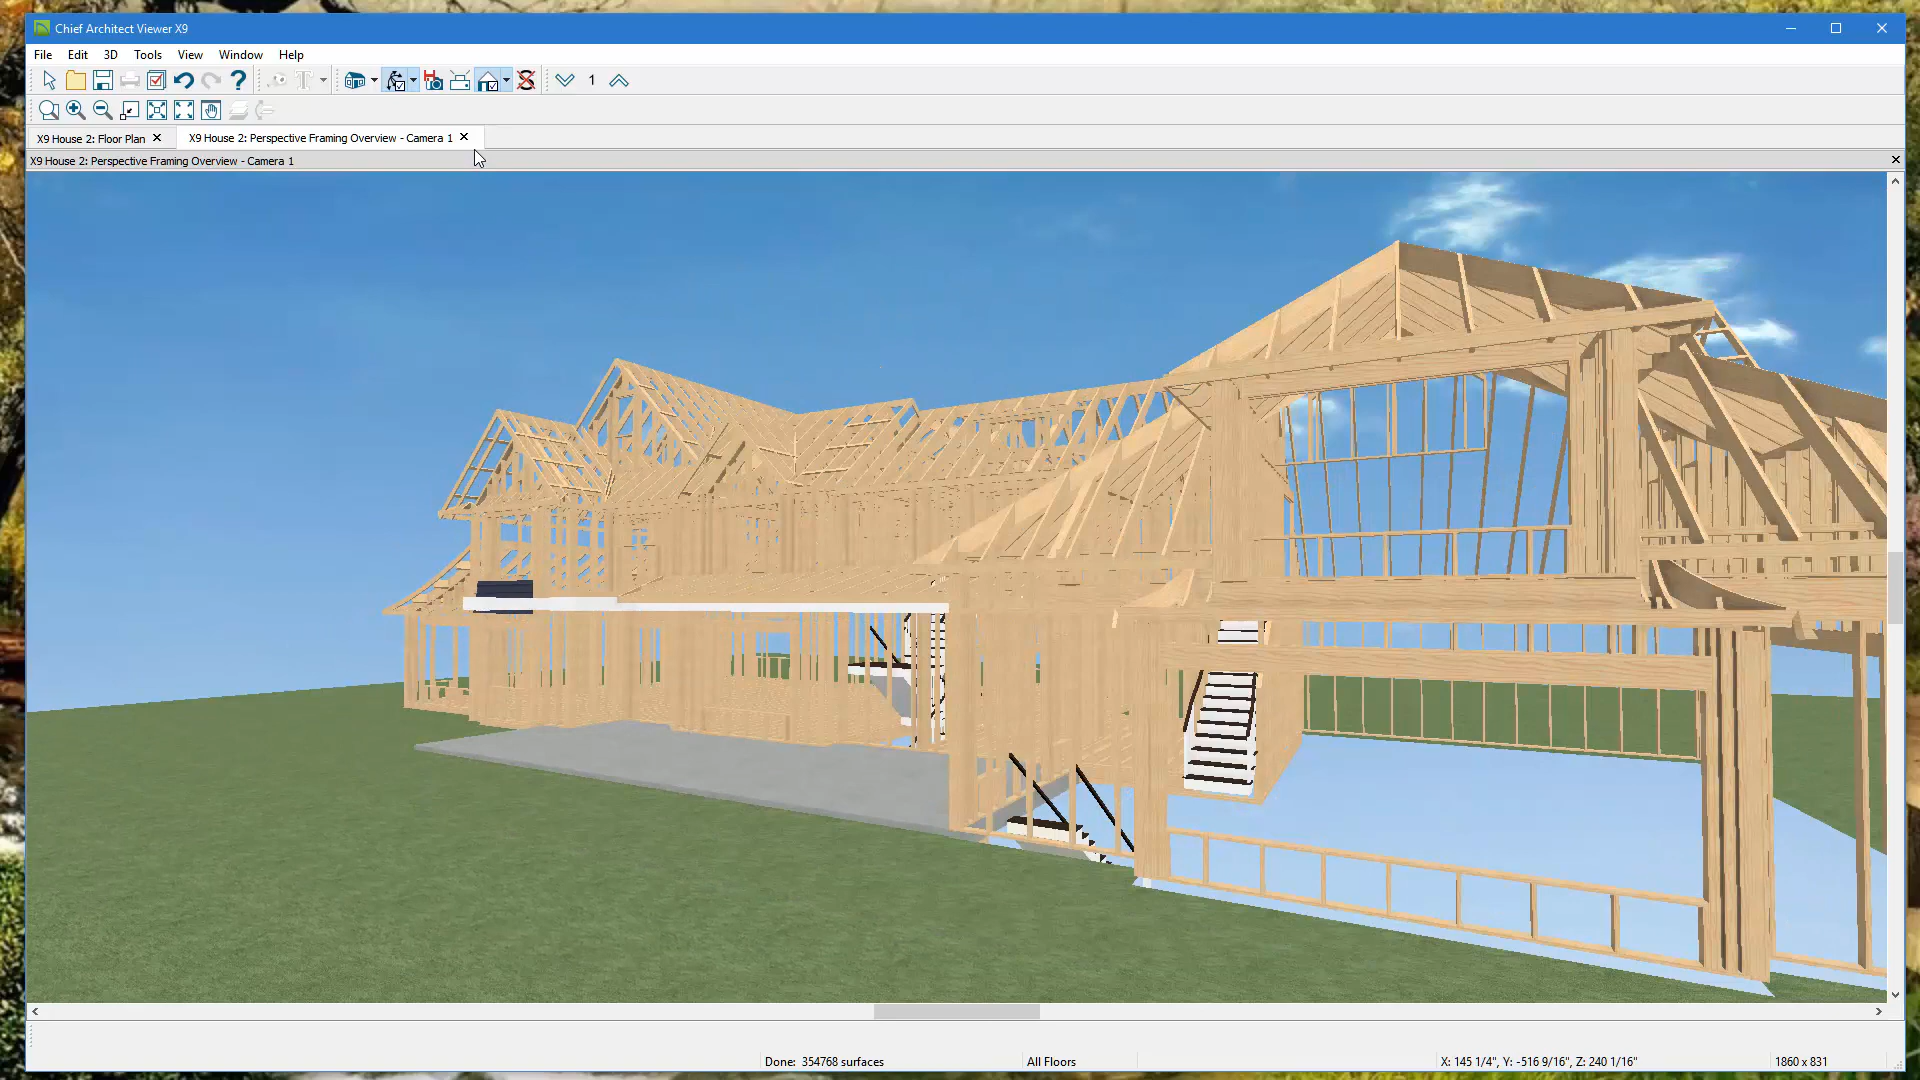 Chief Architect Viewer X9
File Edit 3D Tools View Window Help
1
X9 House 2: Floor Plan
X9 House 2: Perspective Framing Overview - Camera 1
X9 House 2: Perspective Framing Overview - Camera 1
Done: 354768 surfaces
All Floors
X: 145 1/4", Y: -516 9/16", Z: 240 1/16"
1860 x 831